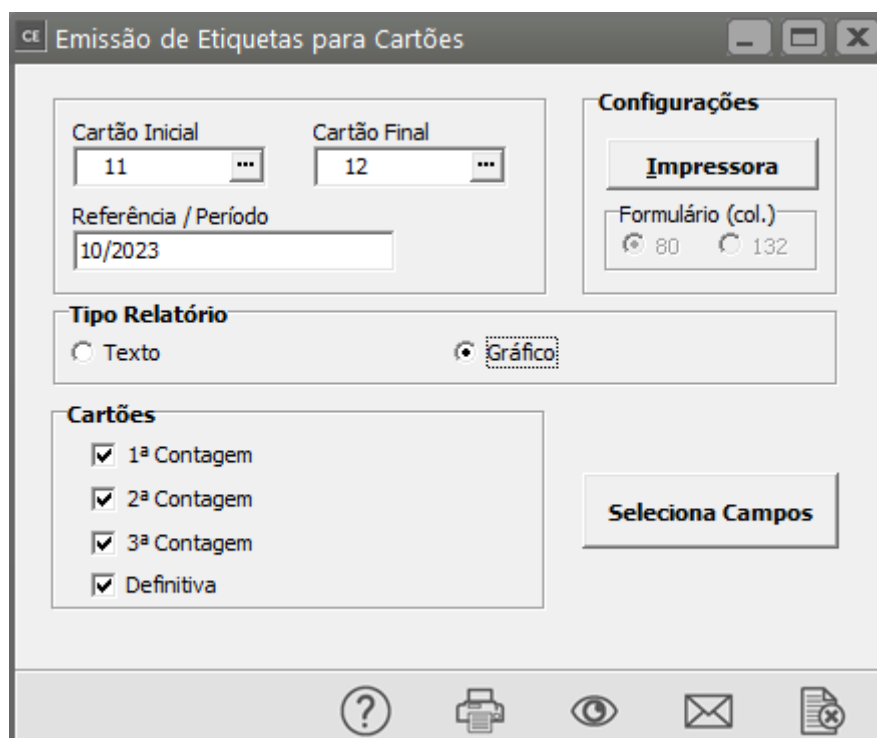 CE Emissão de Etiquetas para Cartões
Cartão Inicial
Cartão Final
11 ...
12 ...
Referência / Período
10/2023
Configurações
Impressora
Formulário (col.)
80
132
Tipo Relatório
Texto
Gráfico
Cartões
1ª Contagem
2ª Contagem
3ª Contagem
Definitiva
Seleciona Campos